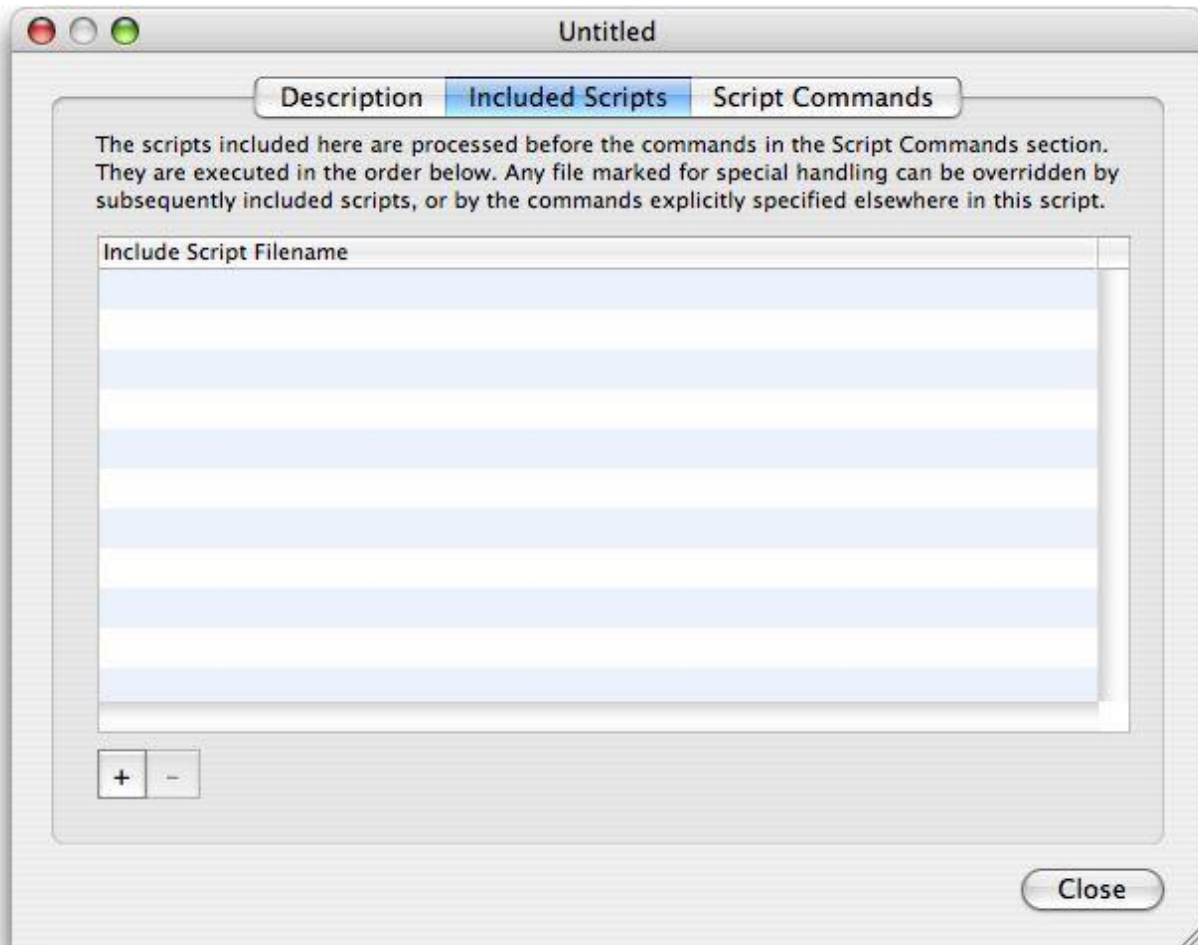 Untitled
Description Included Scripts Script Commands
The scripts included here are processed before the commands in the Script Commands section.
They are executed in the order below. Any file marked for special handling can be overridden by
subsequently included scripts, or by the commands explicitly specified elsewhere in this script.
Include Script Filename
+ -
Close